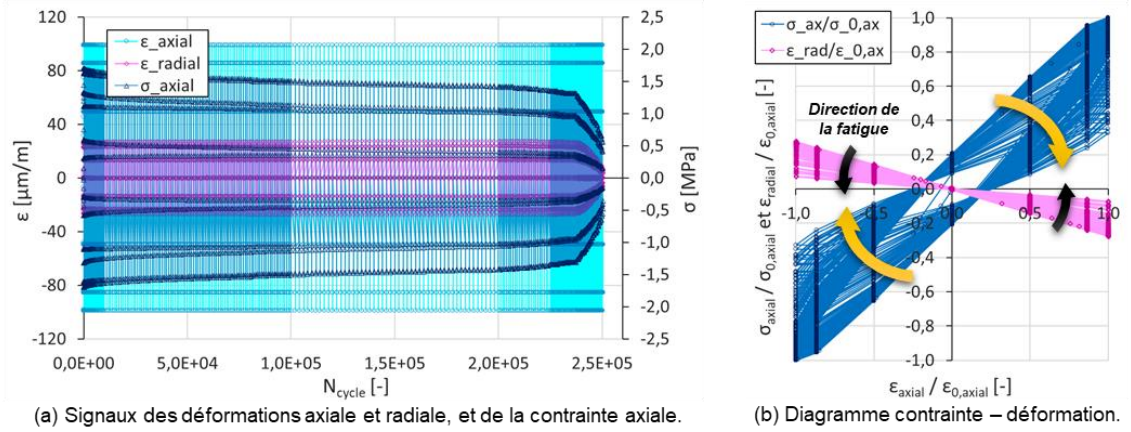 120
80
40
0
-40
-80
-120
ε [µm/m]
ε_axial
ε_radial
σ_axial
2,5
2,0
1,5
1,0
0,5
0,0
-0,5
-1,0
-1,5
-2,0
-2,5
σ [MPa]
0,0E+00 5,0E+04 1,0E+05 1,5E+05 2,0E+05 2,5E+05
N_cycle [-]
(a) Signaux des déformations axiale et radiale, et de la contrainte axiale.
σ_ax/σ_0,ax
ε_rad/ε_0,ax
Direction de
la fatigue
σ_axial / σ_0,axial et ε_radial / ε_0,axial [-]
1,0
0,8
0,6
0,4
0,2
0,0
-0,2
-0,4
-0,6
-0,8
-1,0
-1,0 -0,5 0,0 0,5 1,0
ε_axial / ε_0,axial [-]
(b) Diagramme contrainte – déformation.